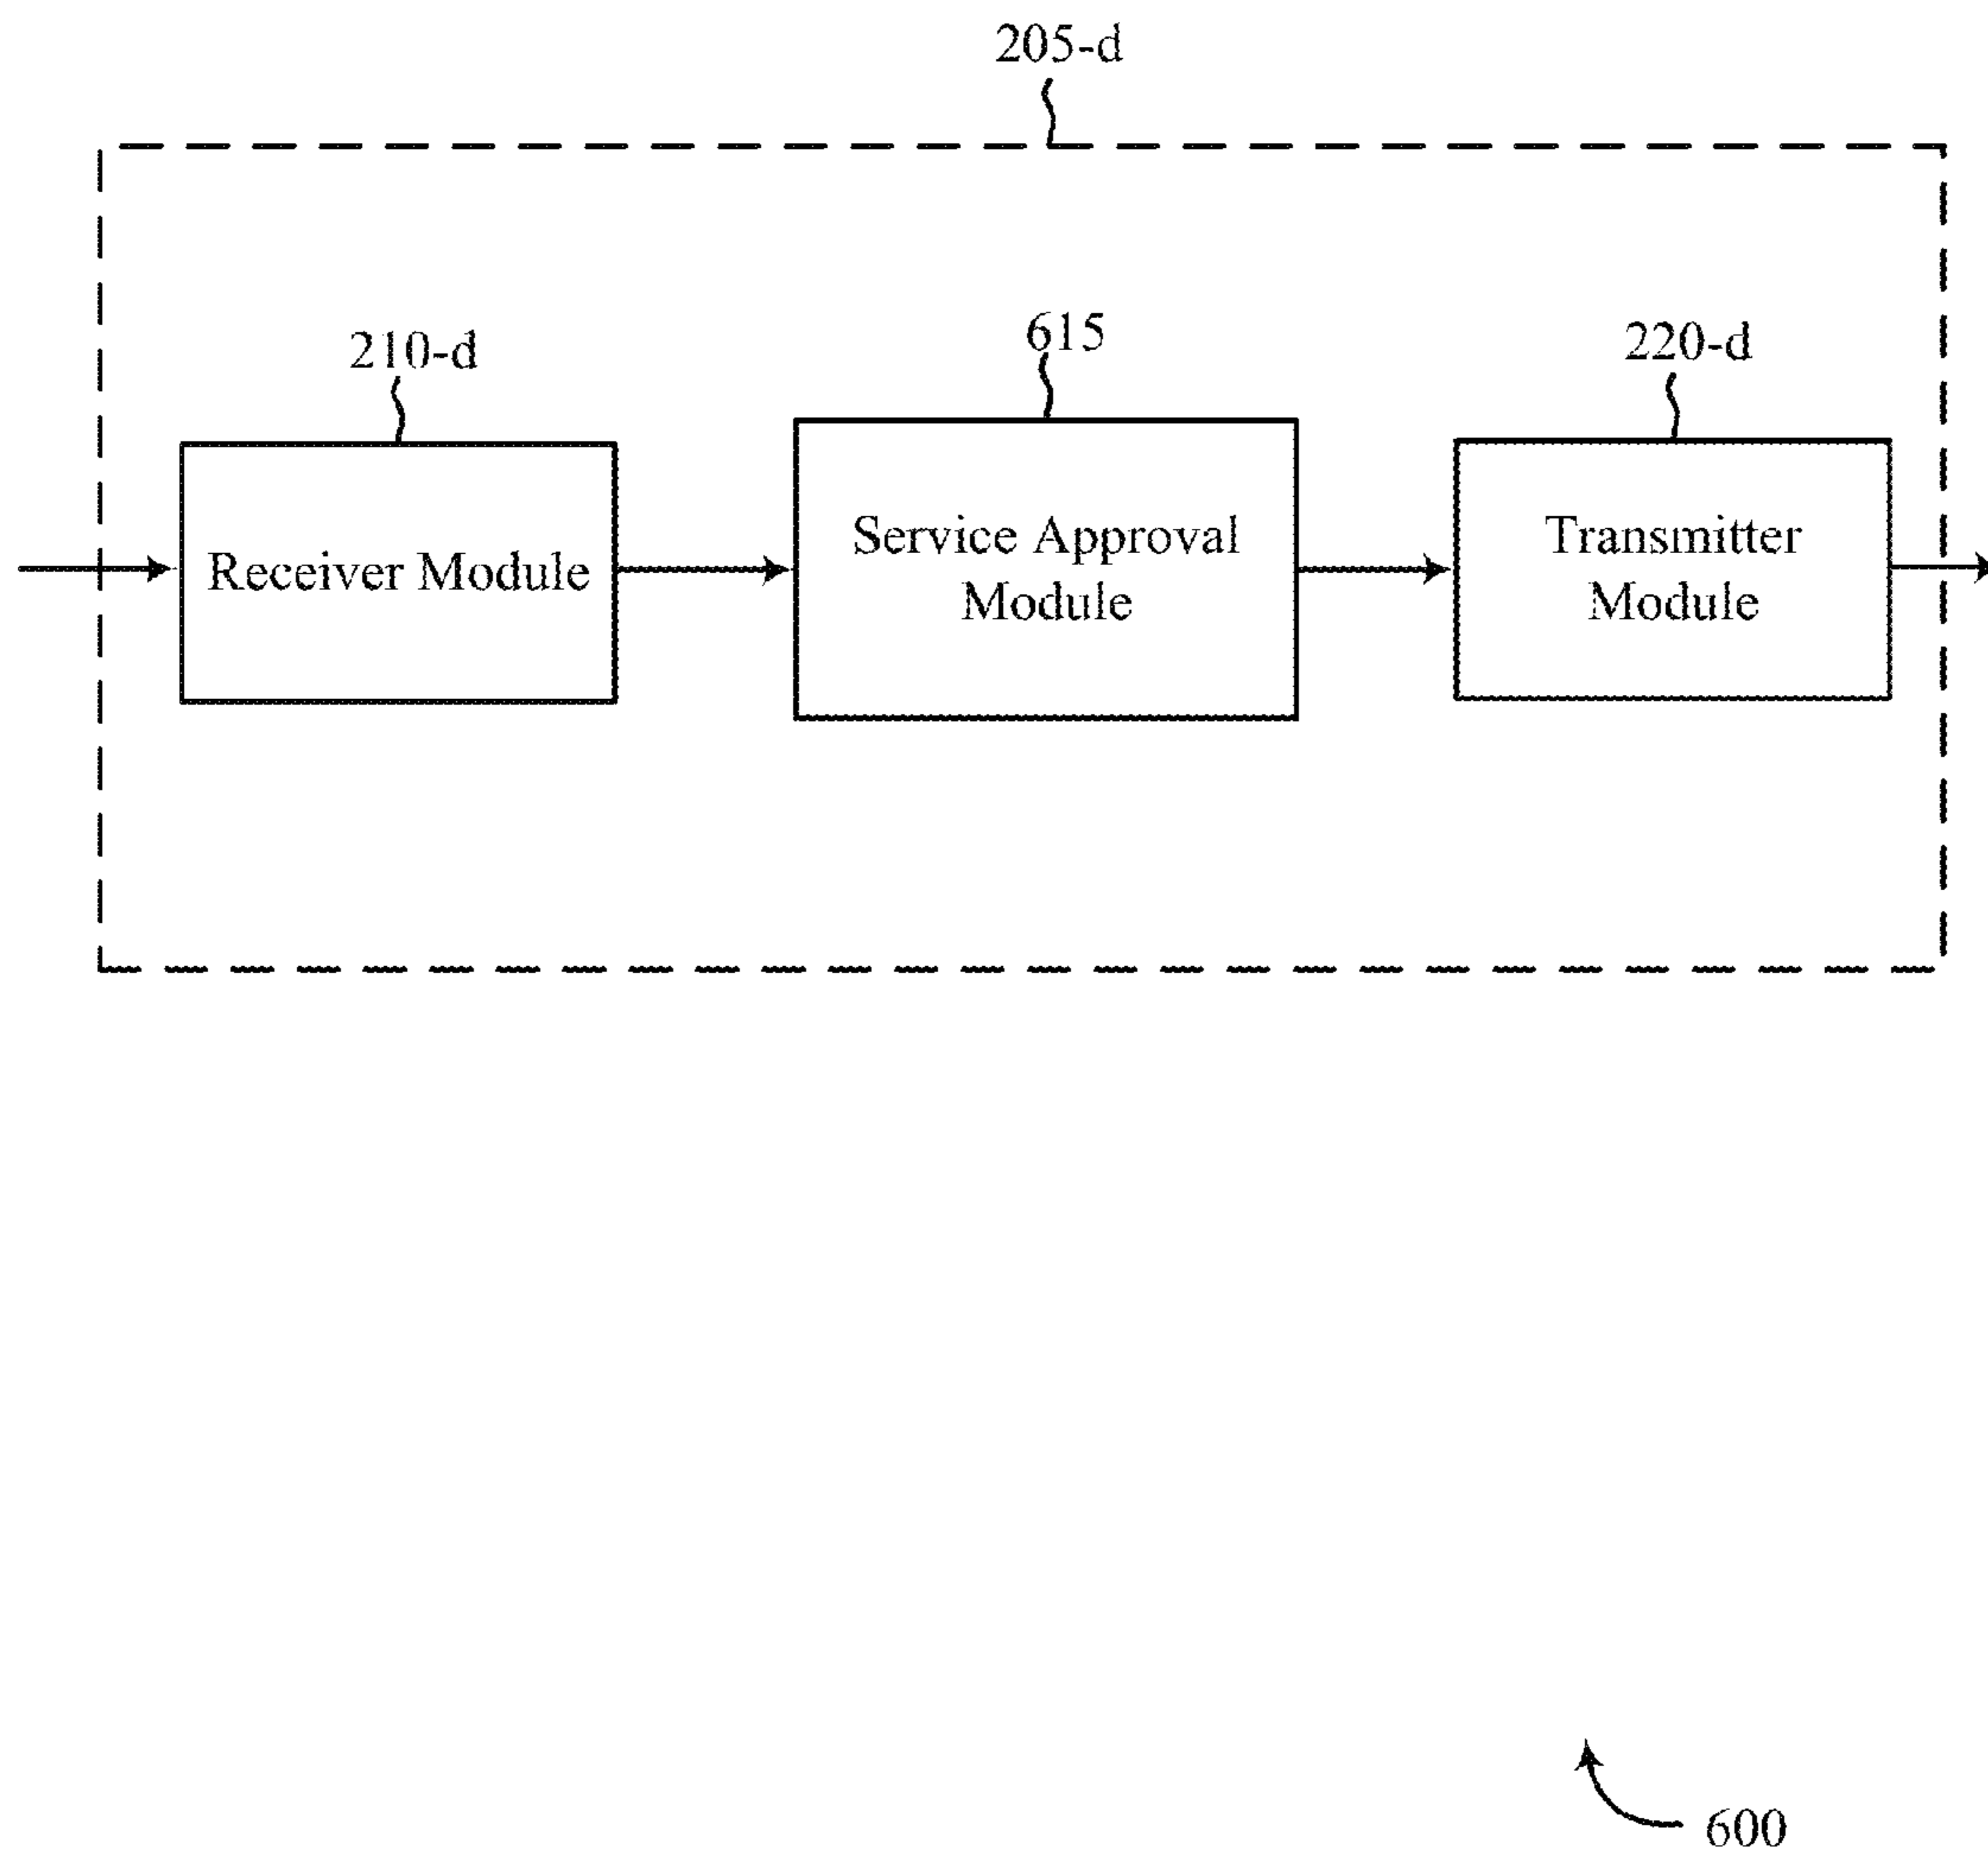 205-d
210-d
615
220-d
Receiver Module
Service Approval
Module
Transmitter
Module
600